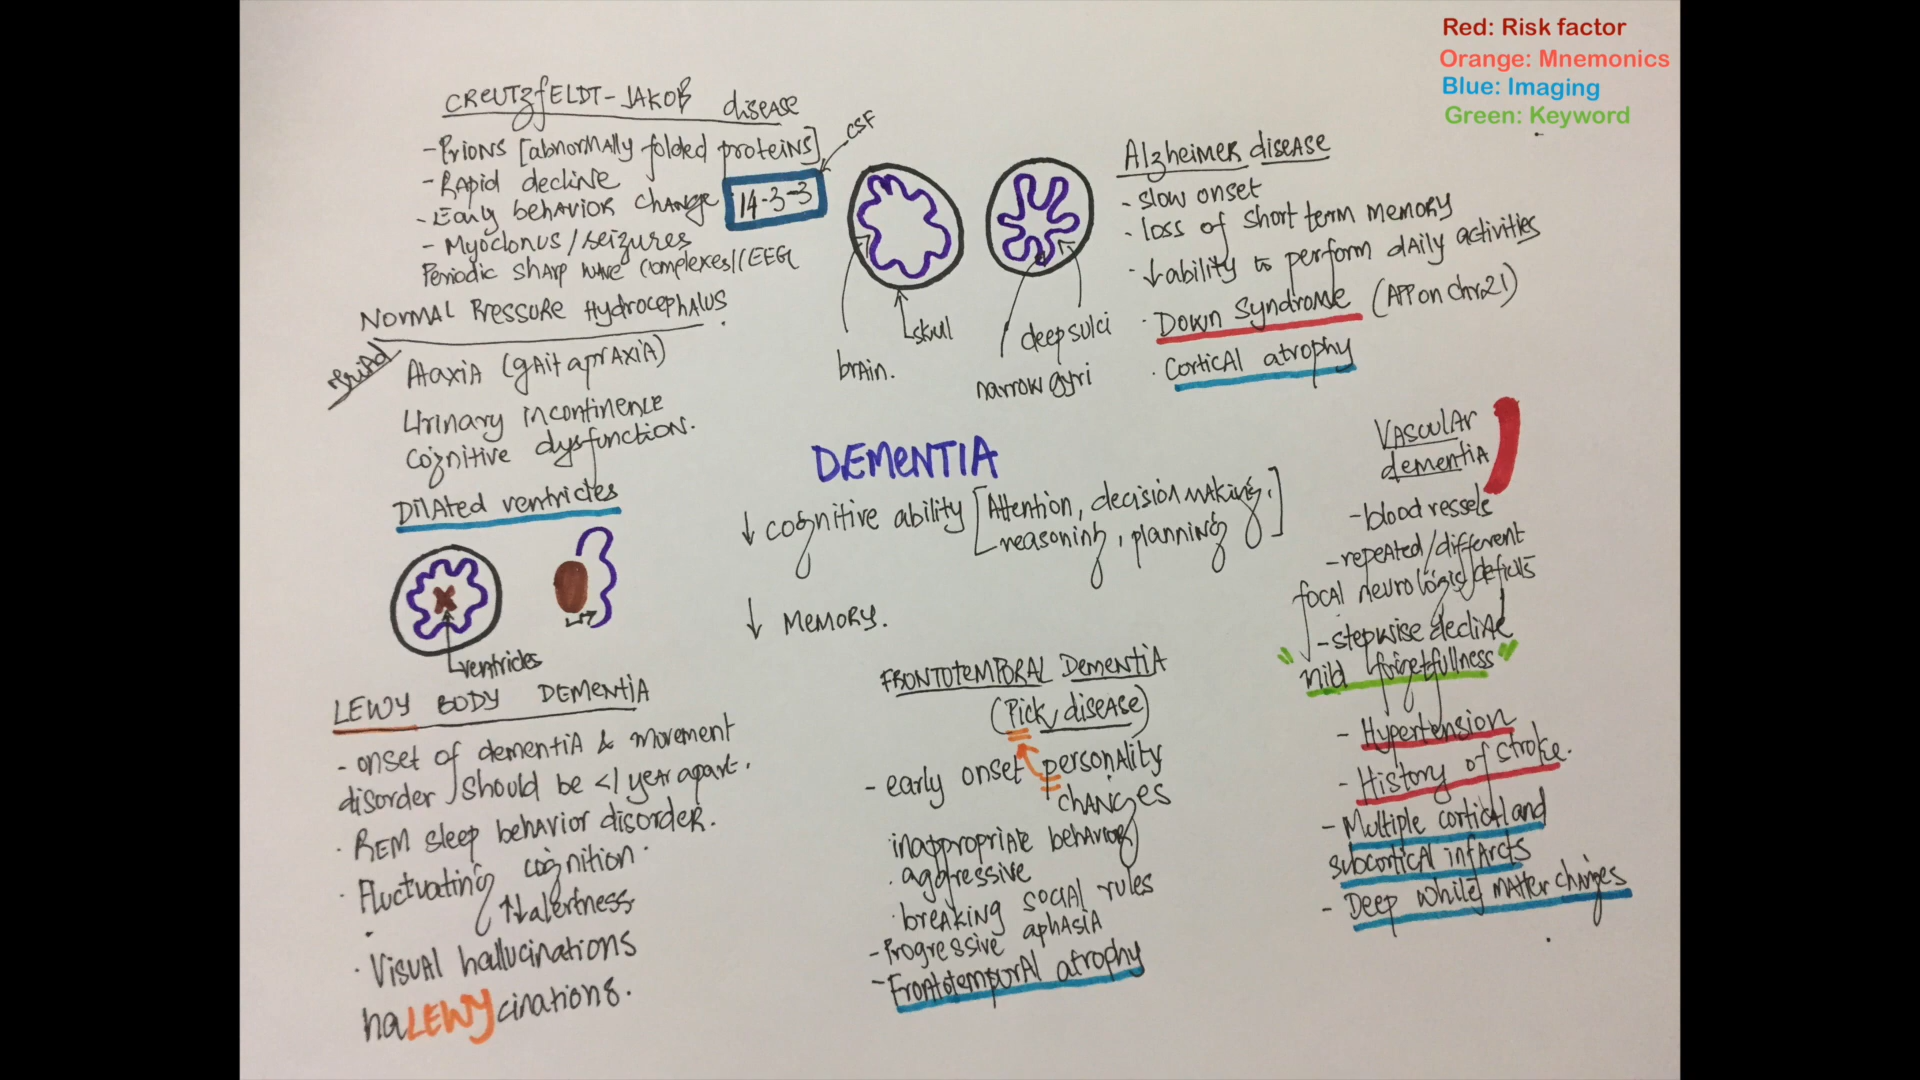 Red: Risk factor
Orange: Mnemonics
Blue: Imaging
Green: Keyword
CREUTZFELDT-JAKOB disease
- Prions [abnormally folded proteins]
CSF
- Rapid decline
- Early behavior change
14-3-3
- Myoclonus/seizures
Periodic sharp wave complexes//EEG
brain.
skull
narrow gyri
deep sulci
Alzheimer disease
- slow onset
· loss of short term memory
· ↓ ability to perform daily activities
· Down syndrome (APP on chr21)
· Cortical atrophy
Normal Pressure Hydrocephalus
Triad
Ataxia (gait apraxia)
Urinary incontinence
Cognitive dysfunction.
Dilated ventricles
ventricles
DEMENTIA
↓ cognitive ability [Attention, decision making,
reasoning, planning]
↓ Memory.
Vascular
dementia
- blood vessels
- repeated/different
focal neurologic deficits
- stepwise decline
"Mild forgetfullness"
- Hypertension
- History of stroke.
- Multiple cortical and
subcortical infarcts
- Deep white matter changes
LEWY BODY DEMENTIA
- onset of dementia & movement
disorder should be <1 year apart.
· REM sleep behavior disorder.
· Fluctuating cognition
↑↓ alertness
· Visual hallucinations
haLEWYcinations.
FRONTOTEMPORAL DEMENTIA
(Pick disease)
- early onset personality
changes
inappropriate behavior
· aggressive
· breaking social rules
- Progressive aphasia
- Frontotemporal atrophy